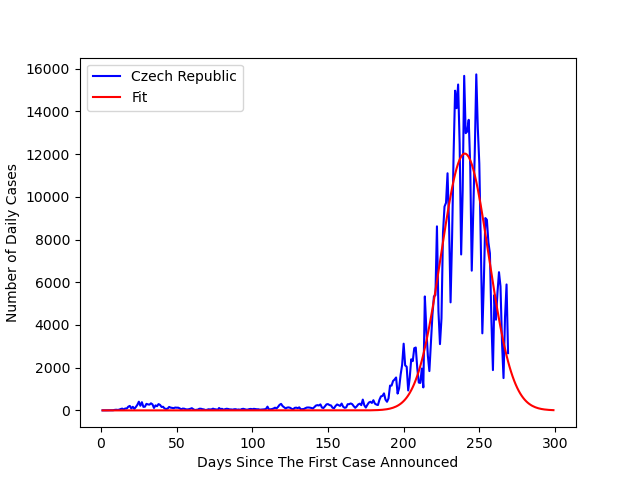 Czech Republic
Fit
Number of Daily Cases
16000
14000
12000
10000
8000
6000
4000
2000
0
0 50 100 150 200 250 300
Days Since The First Case Announced